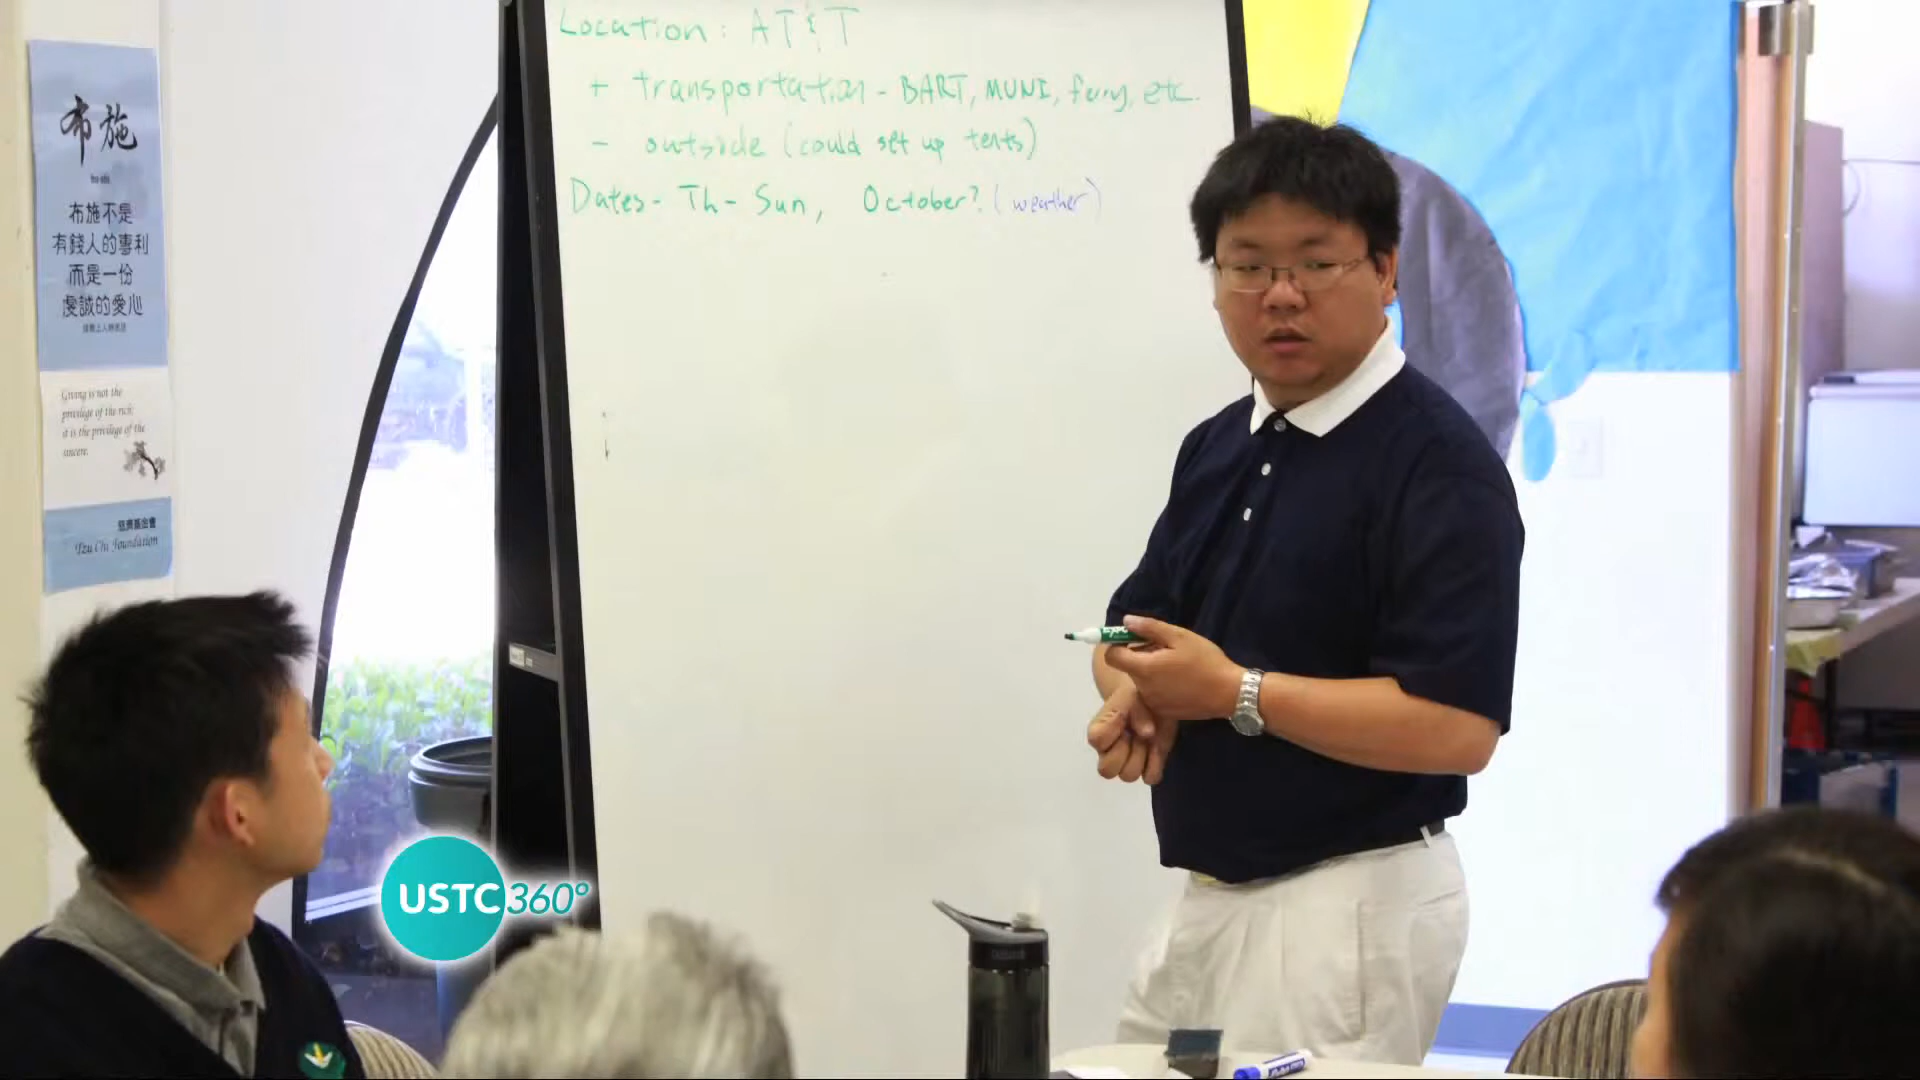 Location: AT&T
+ transportation - BART, MUNI, ferry, etc.
- outside (could set up tents)
Dates - Th - Sun, October? (weather)
布施
布施不是
有錢人的專利
而是一份
虔誠的愛心
Giving is not the
privilege of the rich;
it is the privilege of the
sincere.
慈濟基金會
Tzu Chi Foundation
EXPO
USTC360°